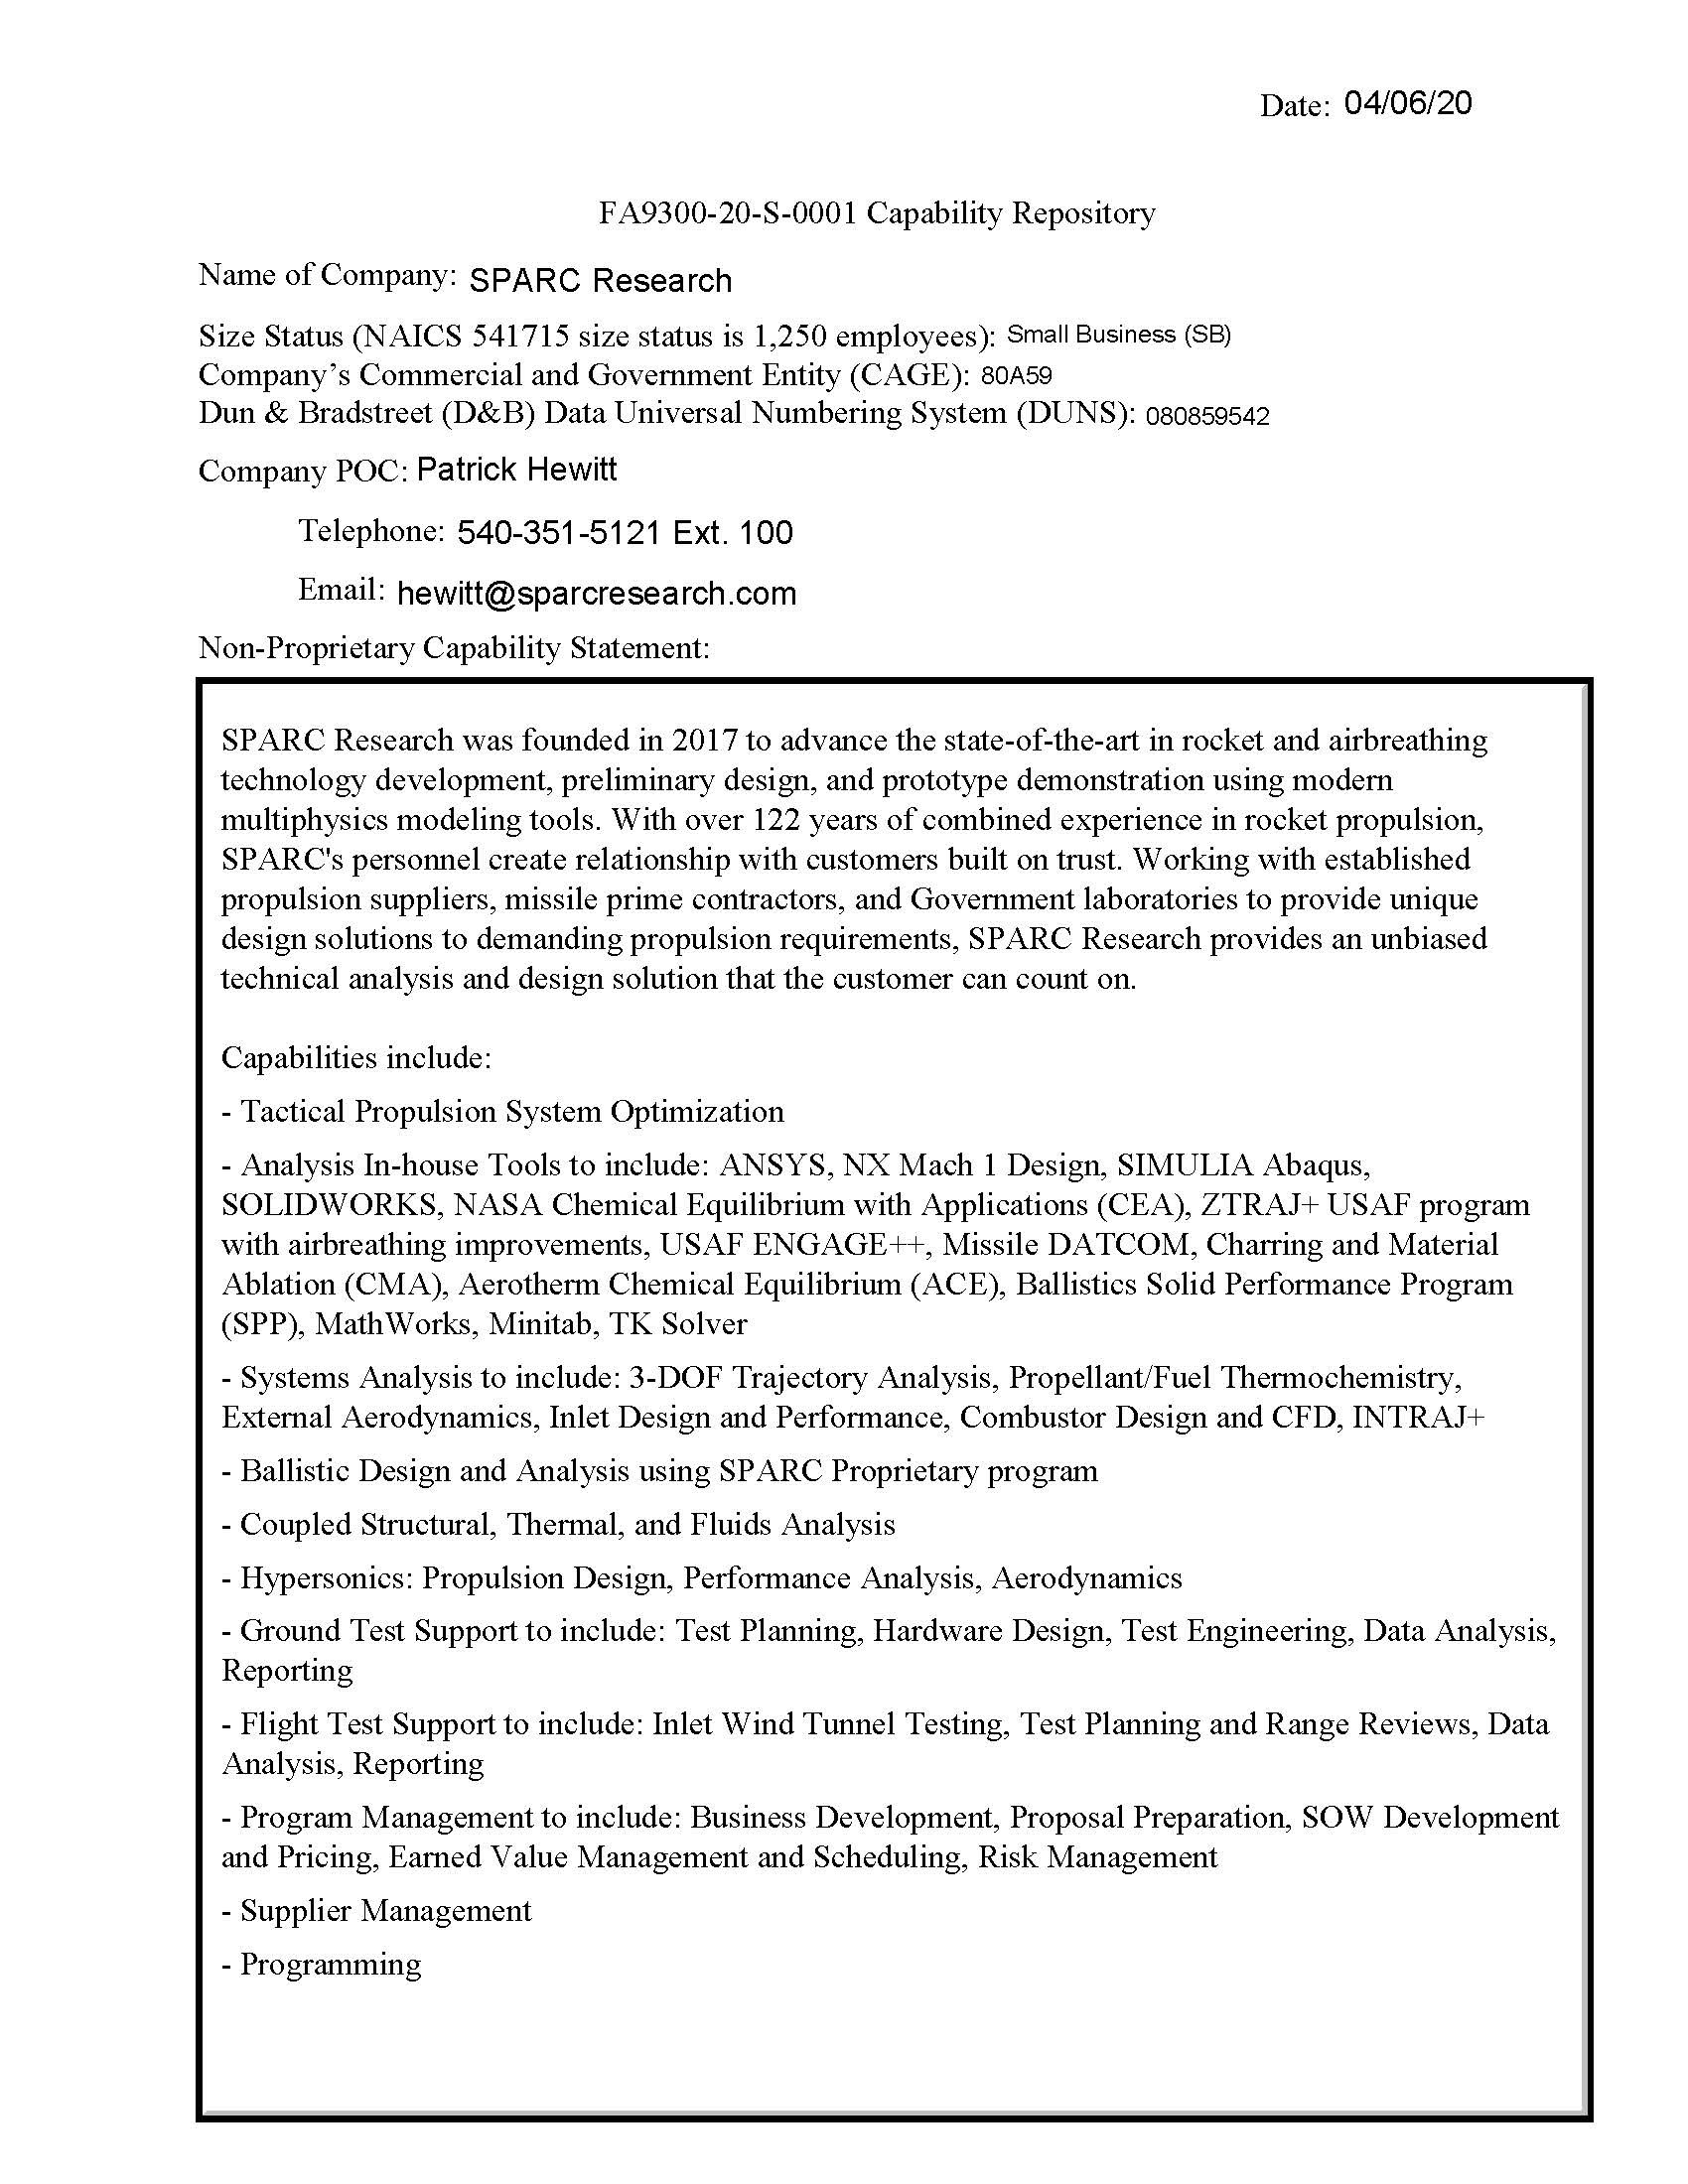 Date: 04/06/20
FA9300-20-S-0001 Capability Repository
Name of Company: SPARC Research
Size Status (NAICS 541715 size status is 1,250 employees): Small Business (SB)
Company's Commercial and Government Entity (CAGE): 80A59
Dun & Bradstreet (D&B) Data Universal Numbering System (DUNS): 080859542
Company POC: Patrick Hewitt
Telephone: 540-351-5121 Ext. 100
Email: hewitt@sparcresearch.com
Non-Proprietary Capability Statement:
SPARC Research was founded in 2017 to advance the state-of-the-art in rocket and airbreathing
technology development, preliminary design, and prototype demonstration using modern
multiphysics modeling tools. With over 122 years of combined experience in rocket propulsion,
SPARC's personnel create relationship with customers built on trust. Working with established
propulsion suppliers, missile prime contractors, and Government laboratories to provide unique
design solutions to demanding propulsion requirements, SPARC Research provides an unbiased
technical analysis and design solution that the customer can count on.
Capabilities include:
- Tactical Propulsion System Optimization
- Analysis In-house Tools to include: ANSYS, NX Mach 1 Design, SIMULIA Abaqus,
SOLIDWORKS, NASA Chemical Equilibrium with Applications (CEA), ZTRAJ+ USAF program
with airbreathing improvements, USAF ENGAGE++, Missile DATCOM, Charring and Material
Ablation (CMA), Aerotherm Chemical Equilibrium (ACE), Ballistics Solid Performance Program
(SPP), MathWorks, Minitab, TK Solver
- Systems Analysis to include: 3-DOF Trajectory Analysis, Propellant/Fuel Thermochemistry,
External Aerodynamics, Inlet Design and Performance, Combustor Design and CFD, INTRAJ+
- Ballistic Design and Analysis using SPARC Proprietary program
- Coupled Structural, Thermal, and Fluids Analysis
- Hypersonics: Propulsion Design, Performance Analysis, Aerodynamics
- Ground Test Support to include: Test Planning, Hardware Design, Test Engineering, Data Analysis,
Reporting
- Flight Test Support to include: Inlet Wind Tunnel Testing, Test Planning and Range Reviews, Data
Analysis, Reporting
- Program Management to include: Business Development, Proposal Preparation, SOW Development
and Pricing, Earned Value Management and Scheduling, Risk Management
- Supplier Management
- Programming